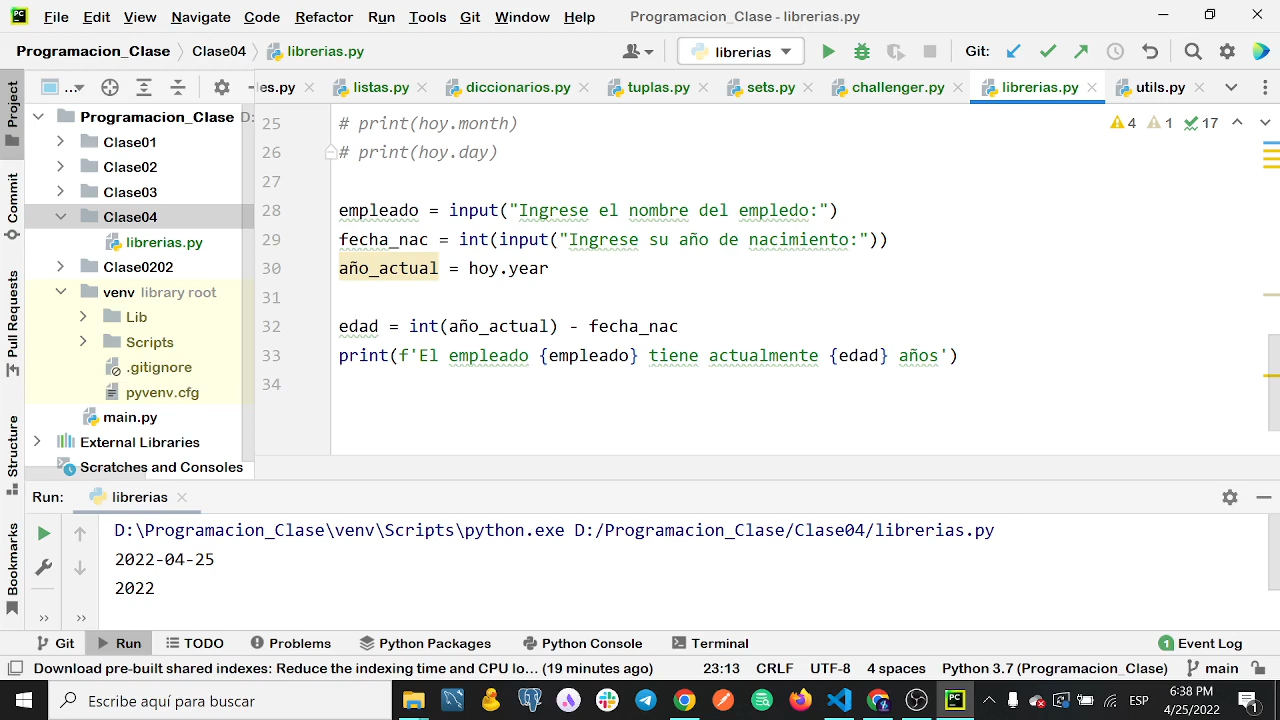 File Edit View Navigate Code Refactor Run Tools Git Window Help Programacion_Clase - librerias.py
Programacion_Clase Clase04 librerias.py librerias Git:
es.py listas.py diccionarios.py tuplas.py sets.py challenger.py librerias.py utils.py
Project
Commit
Pull Requests
Structure
Bookmarks
Programacion_Clase D:
Clase01
Clase02
Clase03
Clase04
librerias.py
Clase0202
venv library root
Lib
Scripts
.gitignore
pyvenv.cfg
main.py
External Libraries
Scratches and Consoles
4 1 17
25 # print(hoy.month)
26 # print(hoy.day)
27
28 empleado = input("Ingrese el nombre del empledo:")
29 fecha_nac = int(input("Ingrese su año de nacimiento:"))
30 año_actual = hoy.year
31
32 edad = int(año_actual) - fecha_nac
33 print(f'El empleado {empleado} tiene actualmente {edad} años')
34
Run: librerias
D:\Programacion_Clase\venv\Scripts\python.exe D:/Programacion_Clase/Clase04/librerias.py
2022-04-25
2022
Git Run TODO Problems Python Packages Python Console Terminal 1 Event Log
Download pre-built shared indexes: Reduce the indexing time and CPU lo... (19 minutes ago) 23:13 CRLF UTF-8 4 spaces Python 3.7 (Programacion_Clase) main
Escribe aquí para buscar ESP 6:38 PM
4/25/2022 1